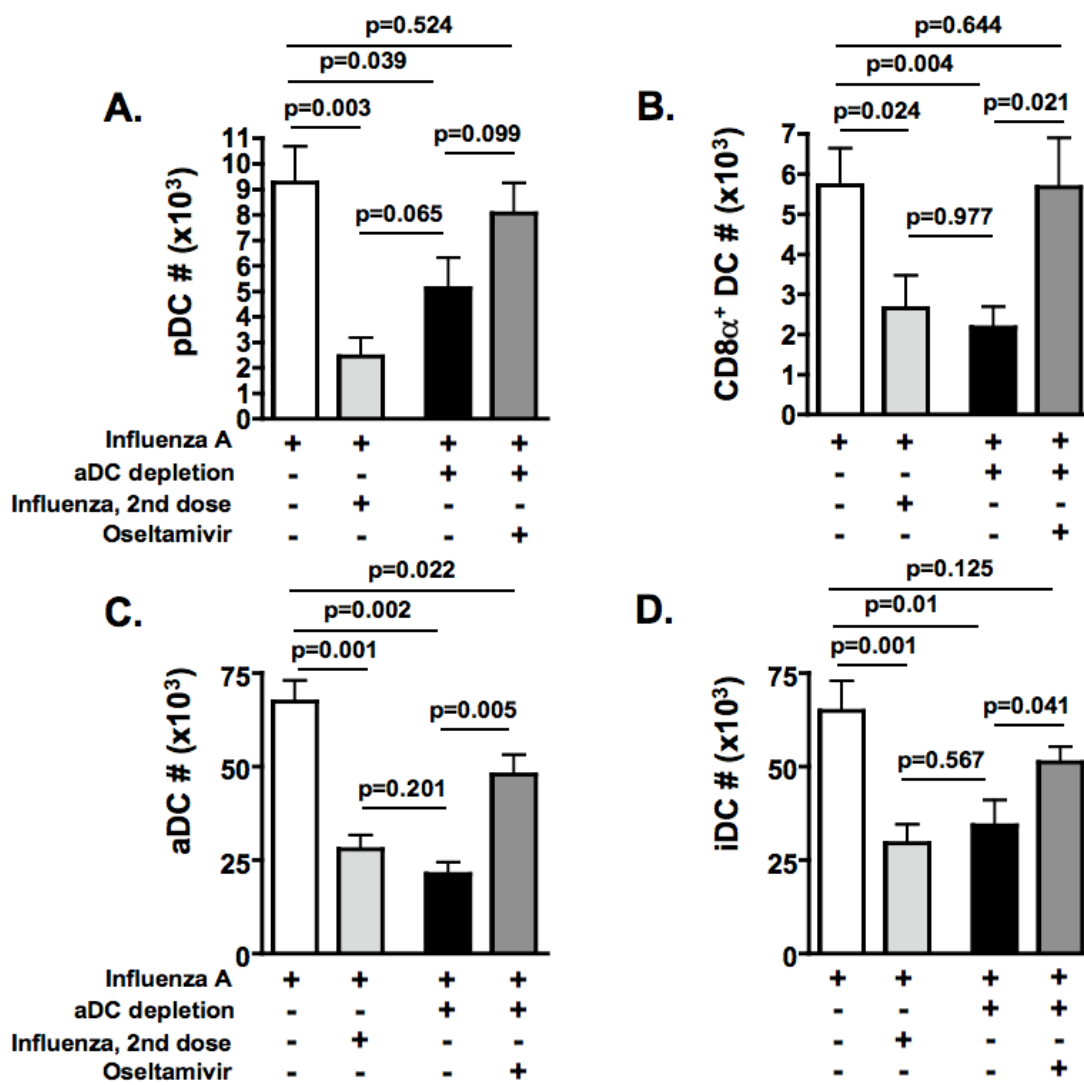 p=0.524
p=0.039
A.
p=0.003
p=0.099
p=0.065
pDC # (x10³)
11
10
9
8
7
6
5
4
3
2
1
0
Influenza A + + + +
aDC depletion - - + +
Influenza, 2nd dose - + - -
Oseltamivir - - - +
p=0.644
p=0.004
B.
p=0.024
p=0.021
p=0.977
CD8α⁺ DC # (x10³)
7
6
5
4
3
2
1
0
+ + + +
- - + +
- + - -
- - - +
p=0.022
p=0.002
C.
p=0.001
p=0.005
p=0.201
aDC # (x10³)
75
50
25
0
Influenza A + + + +
aDC depletion - - + +
Influenza, 2nd dose - + - -
Oseltamivir - - - +
p=0.125
p=0.01
D.
p=0.001
p=0.041
p=0.567
iDC # (x10³)
75
50
25
0
+ + + +
- - + +
- + - -
- - - +